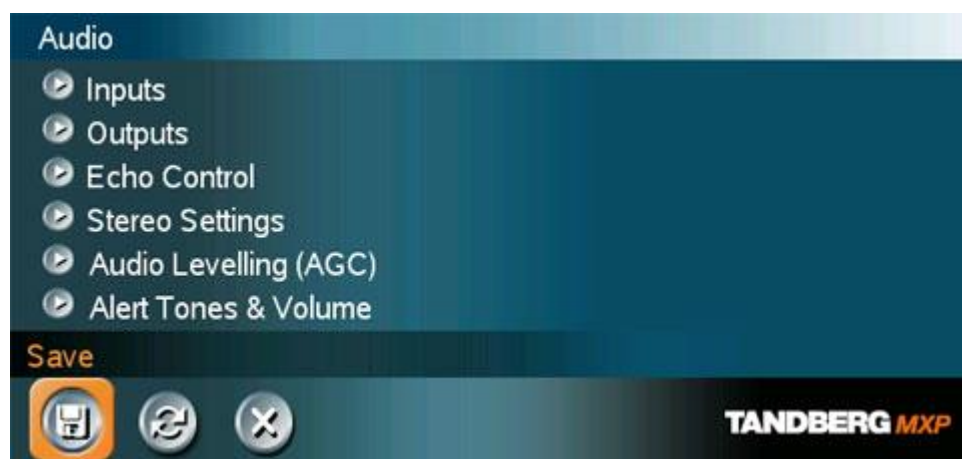 Audio
Inputs
Outputs
Echo Control
Stereo Settings
Audio Levelling (AGC)
Alert Tones & Volume
Save
TANDBERG MXP